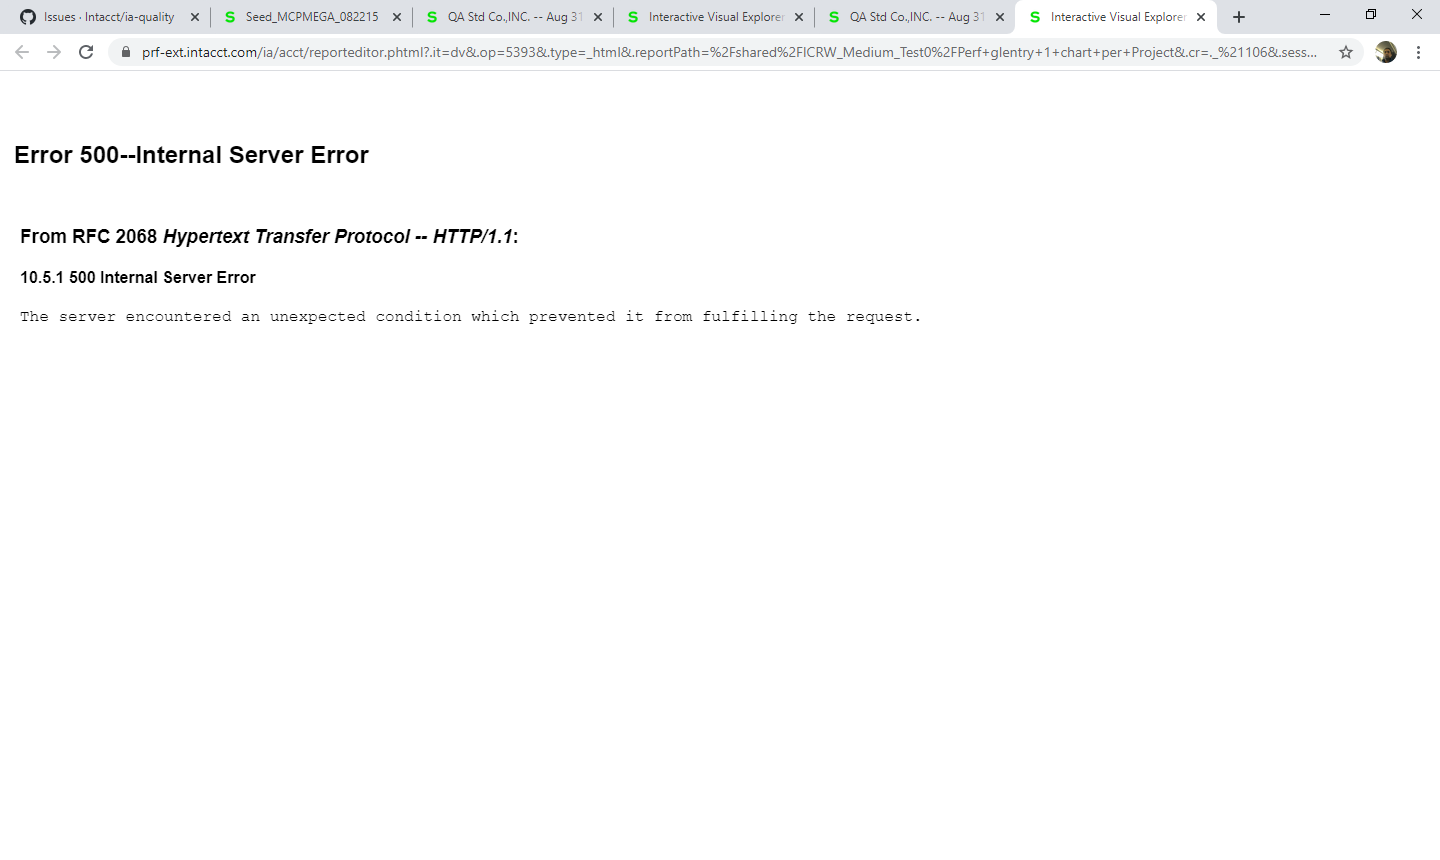 Issues · Intacct/ia-quality
Seed_MCPMEGA_082215
QA Std Co.,INC. -- Aug 31
Interactive Visual Explorer
QA Std Co.,INC. -- Aug 31
Interactive Visual Explorer
prf-ext.intacct.com/ia/acct/reporteditor.phtml?.it=dv&.op=5393&.type=_html&.reportPath=%2Fshared%2FICRW_Medium_Test0%2FPerf+glentry+1+chart+per+Project&.cr=._%21106&.sess...
Error 500--Internal Server Error
From RFC 2068 Hypertext Transfer Protocol -- HTTP/1.1:
10.5.1 500 Internal Server Error
The server encountered an unexpected condition which prevented it from fulfilling the request.